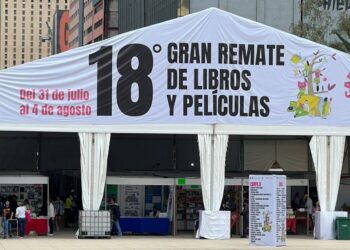 18°
GRAN REMATE
DE LIBROS
Y PELÍCULAS
Del 31 de julio
al 4 de agosto